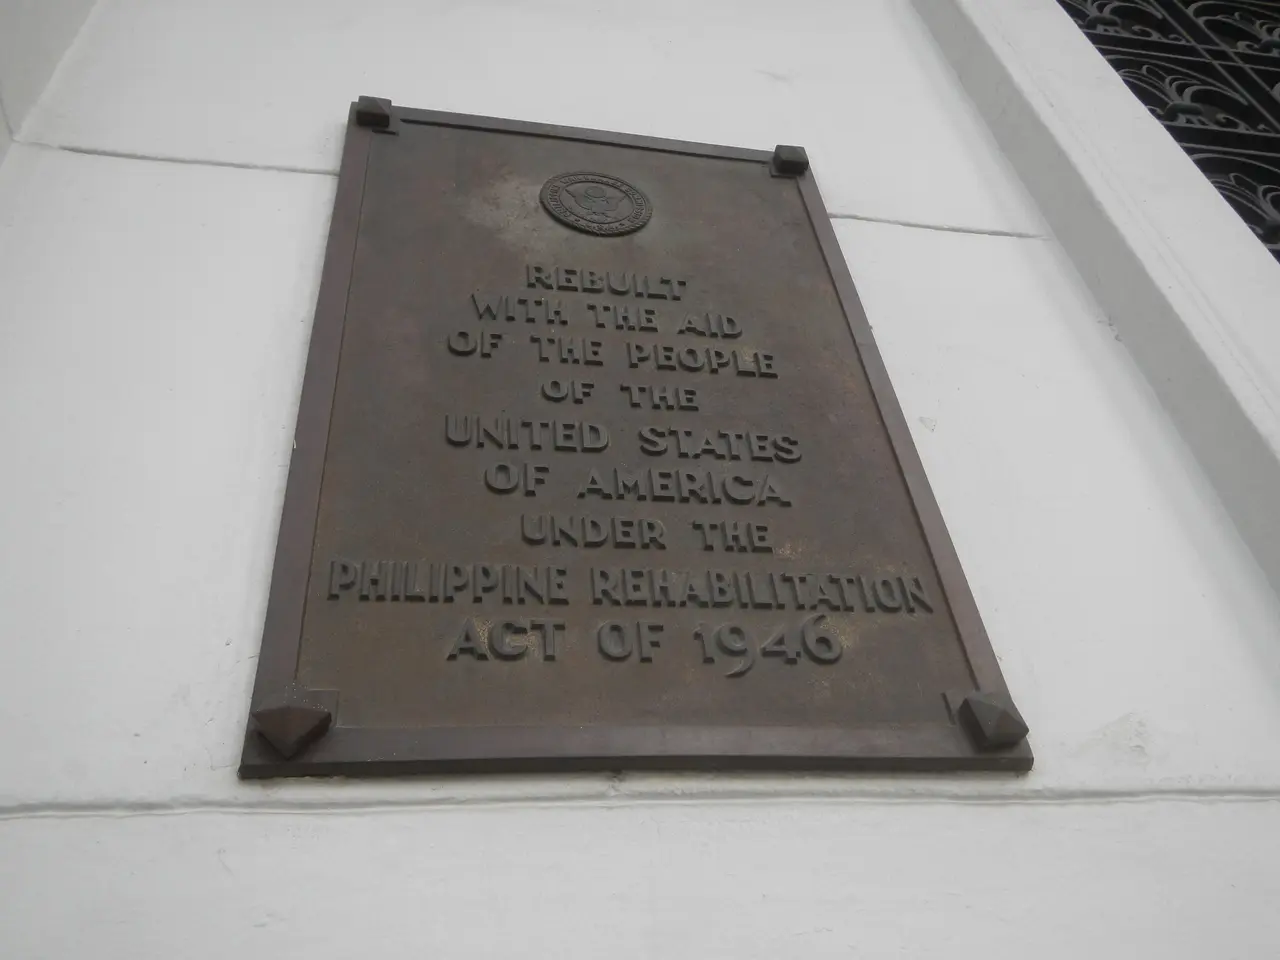 REBUILT
WITH THE AID
OF THE PEOPLE
OF THE
UNITED STATES
OF AMERICA
UNDER THE
PHILIPPINE REHABILITATION
ACT OF 1946